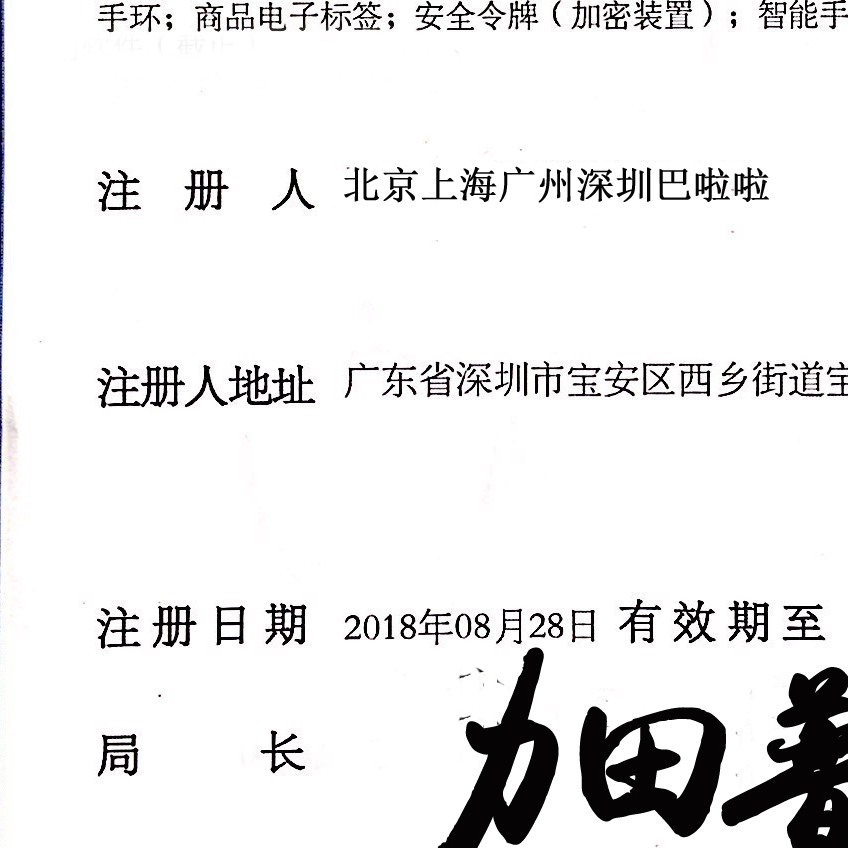 手环；商品电子标签；安全令牌（加密装置）；智能手
注册人 北京上海广州深圳巴啦啦
注册人地址 广东省深圳市宝安区西乡街道宝
注册日期 2018年08月28日 有效期至
局长 加田普